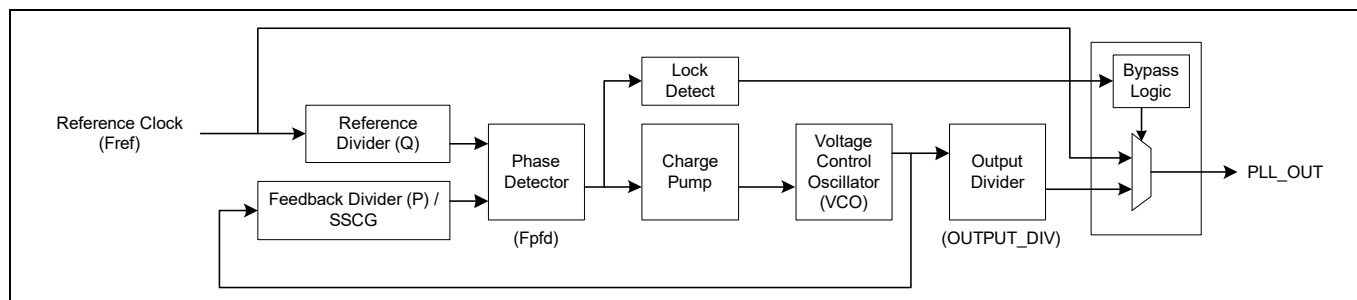 Lock
Detect
Bypass
Logic
Reference Clock
(Fref)
Reference
Divider (Q)
Phase
Detector
Charge
Pump
Voltage
Control
Oscillator
(VCO)
Output
Divider
PLL_OUT
Feedback Divider (P) /
SSCG
(Fpfd)
(OUTPUT_DIV)